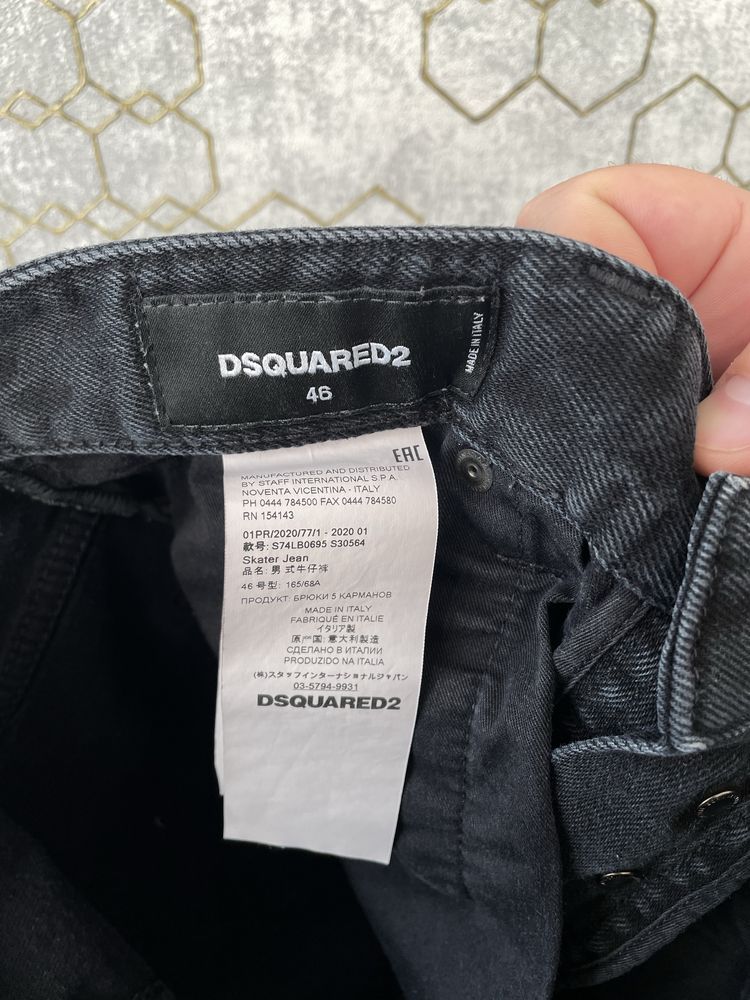 DSQUARED2
46
MADE IN ITALY
EAC
MANUFACTURED AND DISTRIBUTED
BY STAFF INTERNATIONAL S.P.A
NOVENTA VICENTINA - ITALY
PH 0444 784500 FAX 0444 784580
RN 154143
01PR/2020/77/1 - 2020 01
款号: S74LB0695 S30564
Skater Jean
品名: 男式牛仔裤
46 号型: 165/68A
ПРОДУКТ: БРЮКИ 5 КАРМАНОВ
MADE IN ITALY
FABRIQUÉ EN ITALIE
イタリア製
意大利製造
СДЕЛАНО В ИТАЛИИ
PRODUZIDO NA ITALIA
(株)スタッフインターナショナルジャパン
03-5794-9931
DSQUARED2